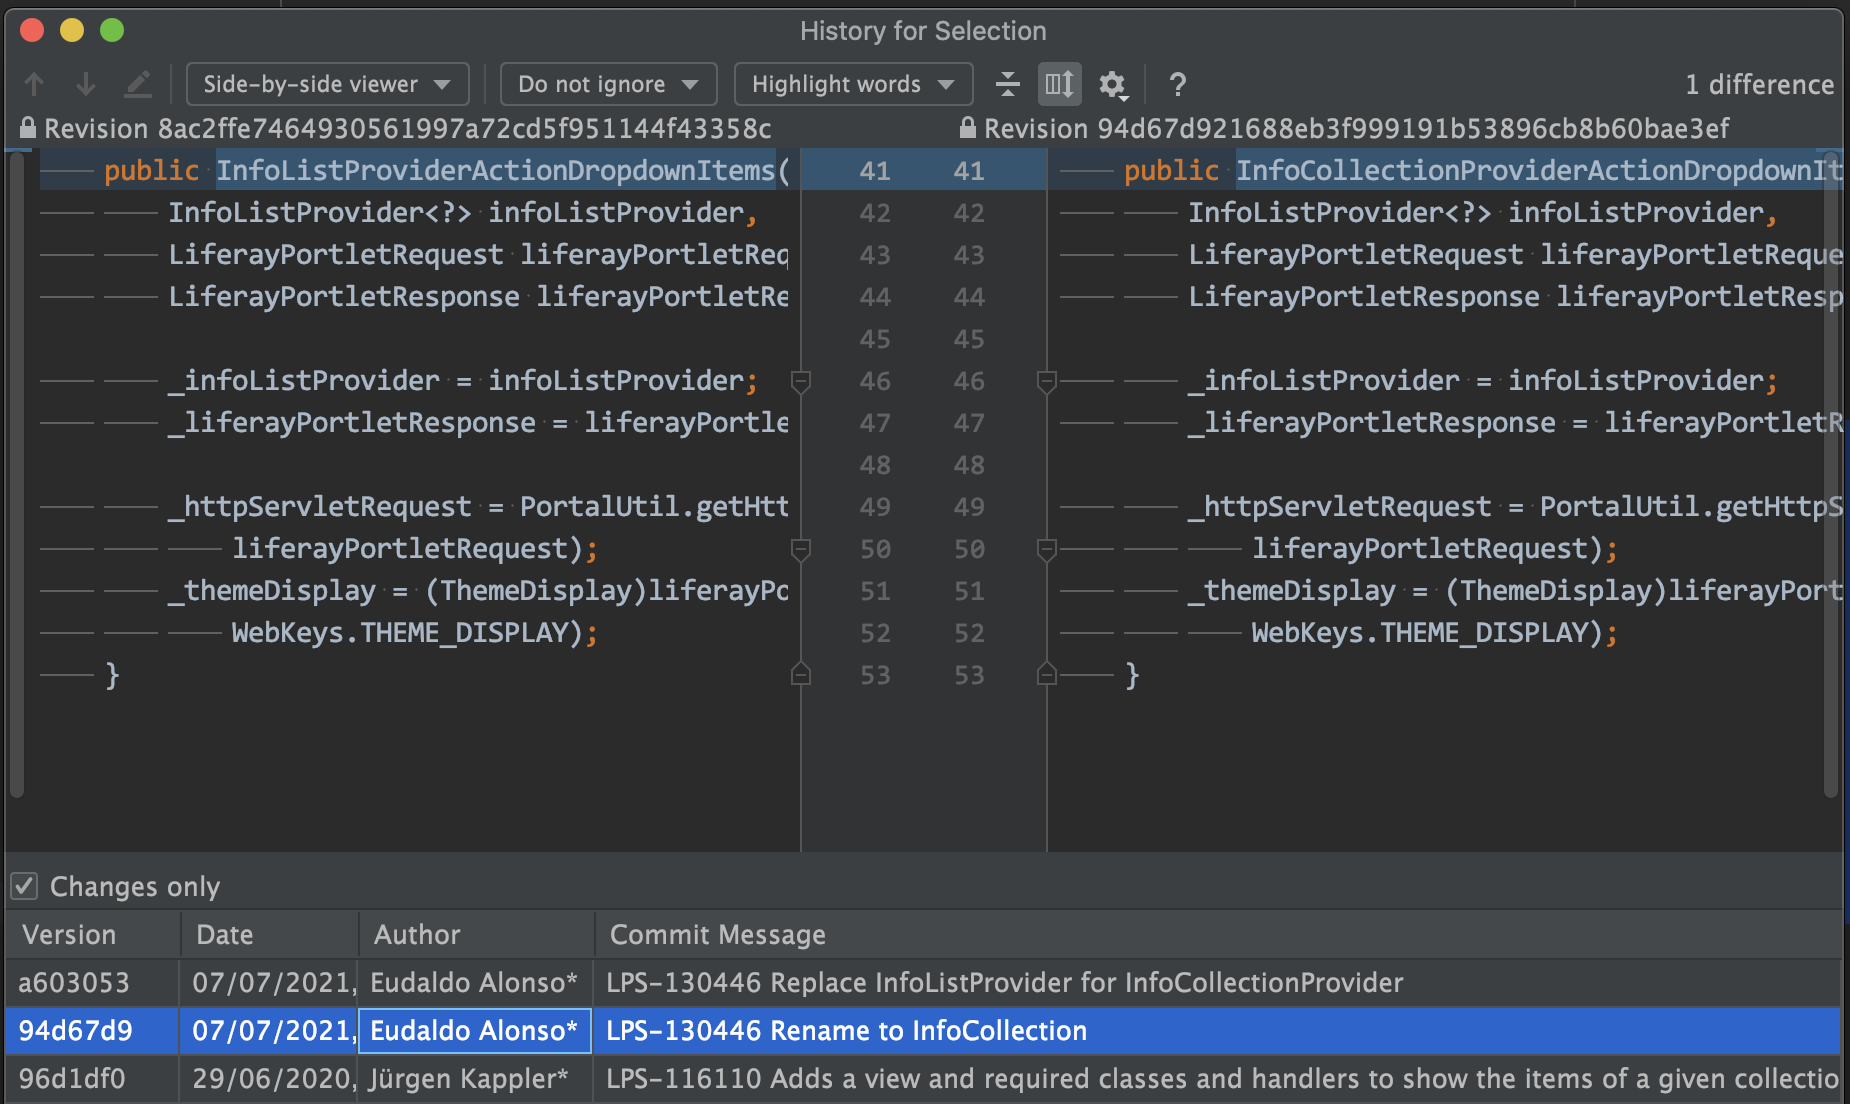 History for Selection
Side-by-side viewer Do not ignore Highlight words ? 1 difference
Revision 8ac2ffe7464930561997a72cd5f951144f43358c Revision 94d67d921688eb3f999191b53896cb8b60bae3ef
public InfoListProviderActionDropdownItems( 41 41 public InfoCollectionProviderActionDropdownIt
InfoListProvider<?> infoListProvider, 42 42 InfoListProvider<?> infoListProvider,
LiferayPortletRequest liferayPortletReq 43 43 LiferayPortletRequest liferayPortletReque
LiferayPortletResponse liferayPortletRe 44 44 LiferayPortletResponse liferayPortletResp
45 45
_infoListProvider = infoListProvider; 46 46 _infoListProvider = infoListProvider;
_liferayPortletResponse = liferayPortle 47 47 _liferayPortletResponse = liferayPortletR
48 48
_httpServletRequest = PortalUtil.getHtt 49 49 _httpServletRequest = PortalUtil.getHttpS
liferayPortletRequest); 50 50 liferayPortletRequest);
_themeDisplay = (ThemeDisplay)liferayPo 51 51 _themeDisplay = (ThemeDisplay)liferayPort
WebKeys.THEME_DISPLAY); 52 52 WebKeys.THEME_DISPLAY);
} 53 53 }
Changes only
Version Date Author Commit Message
a603053 07/07/2021, Eudaldo Alonso* LPS-130446 Replace InfoListProvider for InfoCollectionProvider
94d67d9 07/07/2021, Eudaldo Alonso* LPS-130446 Rename to InfoCollection
96d1df0 29/06/2020, Jürgen Kappler* LPS-116110 Adds a view and required classes and handlers to show the items of a given collectio